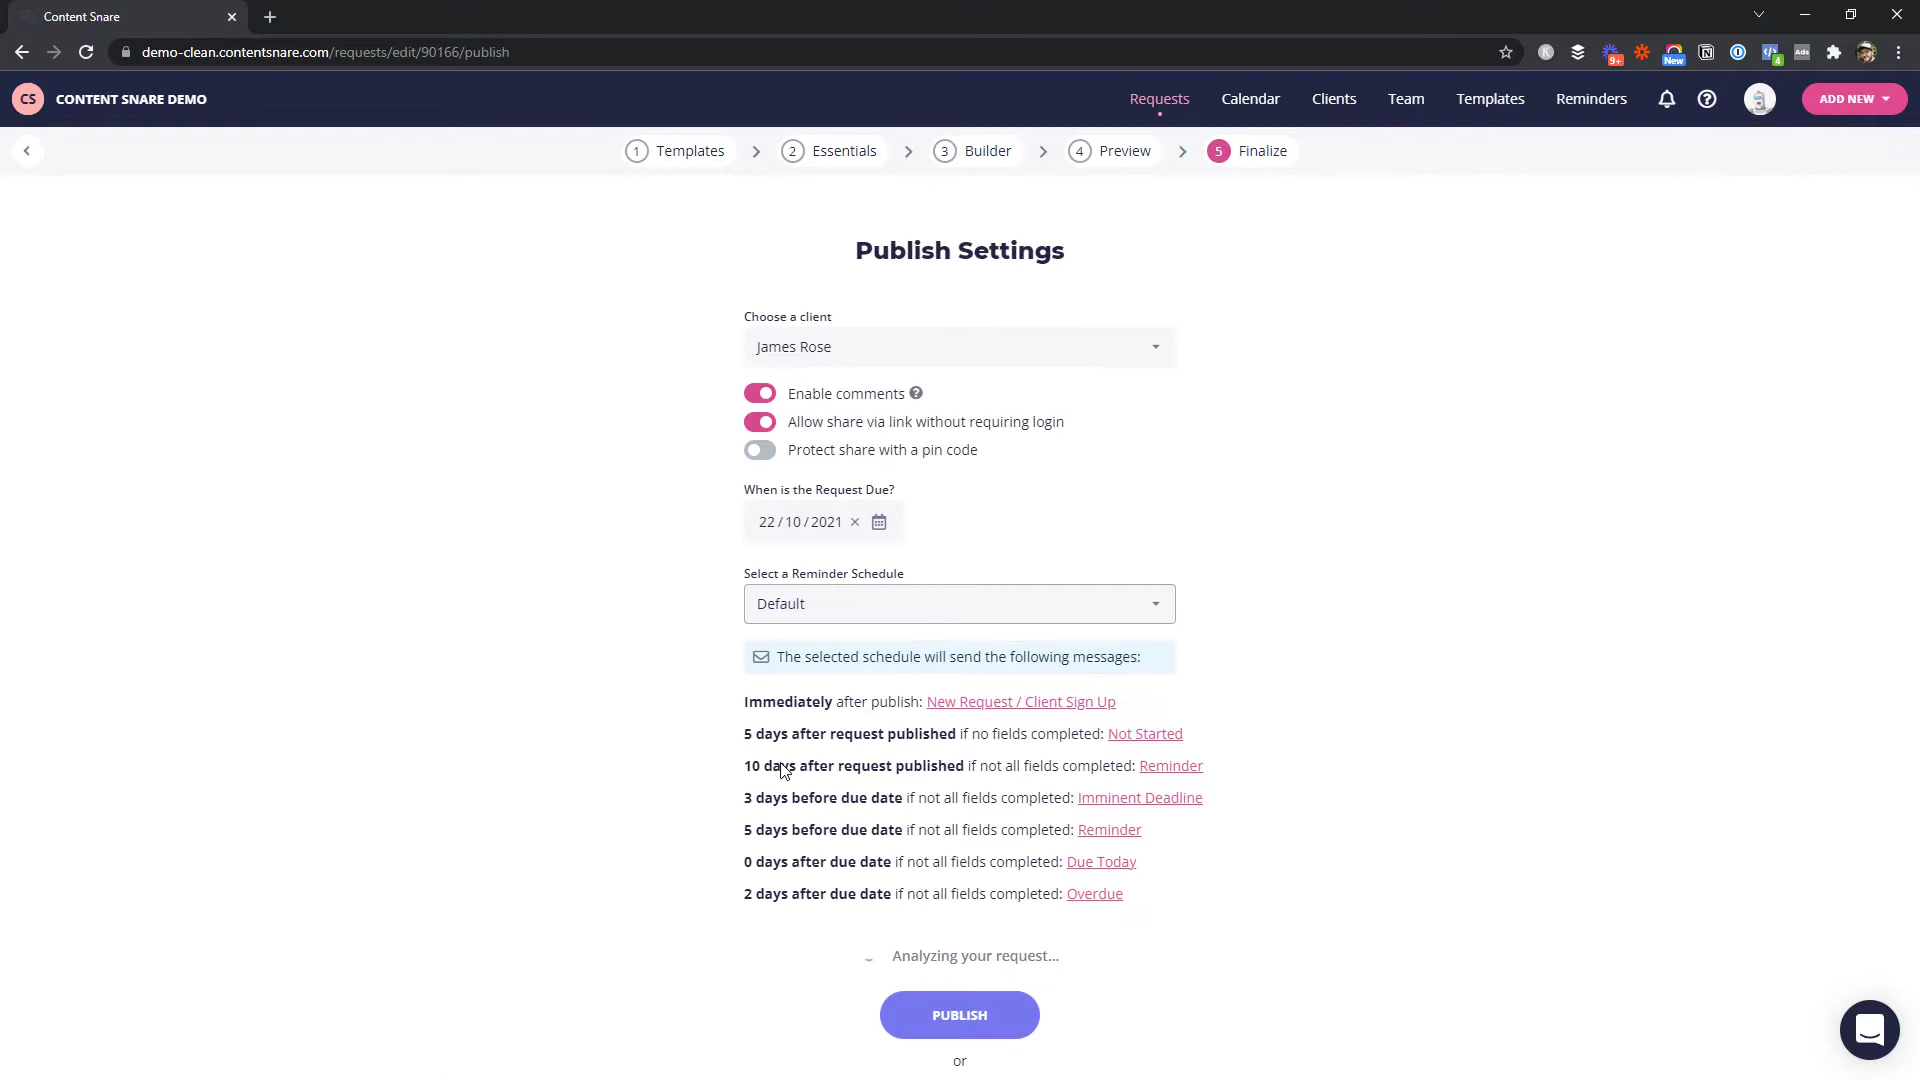 Content Snare
demo-clean.contentsnare.com/requests/edit/90166/publish
9+
New
4
Ads
CS
CONTENT SNARE DEMO
Requests
Calendar
Clients
Team
Templates
Reminders
ADD NEW
1 Templates
2 Essentials
3 Builder
4 Preview
5 Finalize
Publish Settings
Choose a client
James Rose
Enable comments
Allow share via link without requiring login
Protect share with a pin code
When is the Request Due?
22 / 10 / 2021
Select a Reminder Schedule
Default
The selected schedule will send the following messages:
Immediately after publish: New Request / Client Sign Up
5 days after request published if no fields completed: Not Started
10 days after request published if not all fields completed: Reminder
3 days before due date if not all fields completed: Imminent Deadline
5 days before due date if not all fields completed: Reminder
0 days after due date if not all fields completed: Due Today
2 days after due date if not all fields completed: Overdue
Analyzing your request...
PUBLISH
or